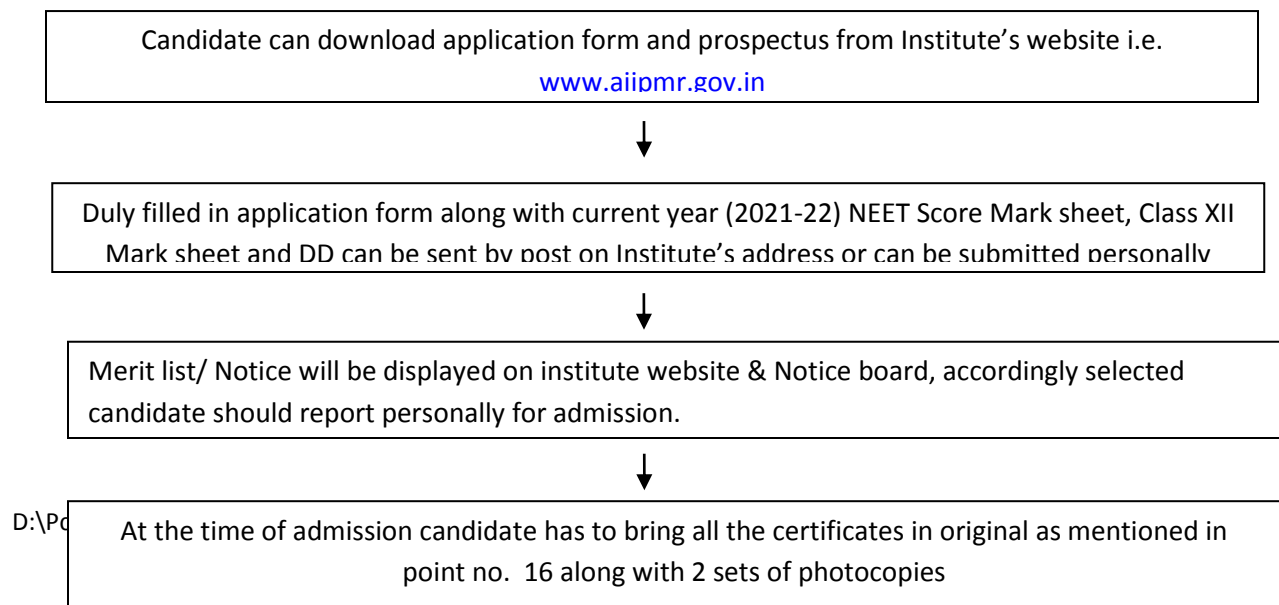 Candidate can download application form and prospectus from Institute’s website i.e.
www.aiipmr.gov.in
Duly filled in application form along with current year (2021-22) NEET Score Mark sheet, Class XII
Mark sheet and DD can be sent by post on Institute’s address or can be submitted personally
Merit list/ Notice will be displayed on institute website & Notice board, accordingly selected
candidate should report personally for admission.
D:\Po
At the time of admission candidate has to bring all the certificates in original as mentioned in
point no. 16 along with 2 sets of photocopies